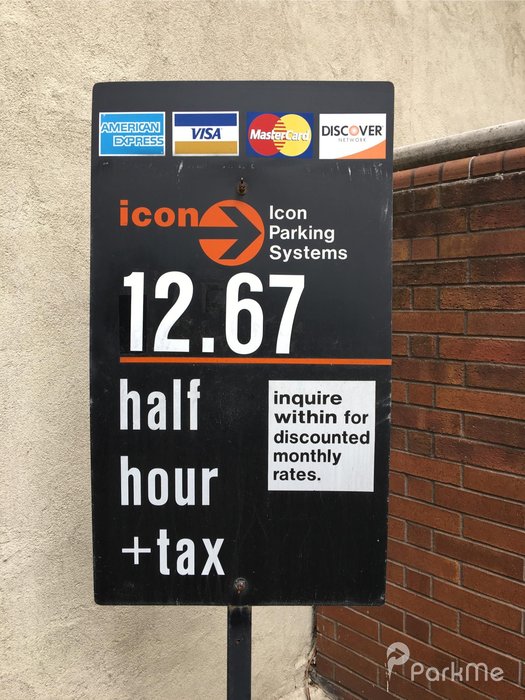 AMERICAN
EXPRESS
VISA
MasterCard
DISCOVER
NETWORK
icon
Icon
Parking
Systems
12.67
half
hour
+tax
inquire
within for
discounted
monthly
rates.
ParkMe